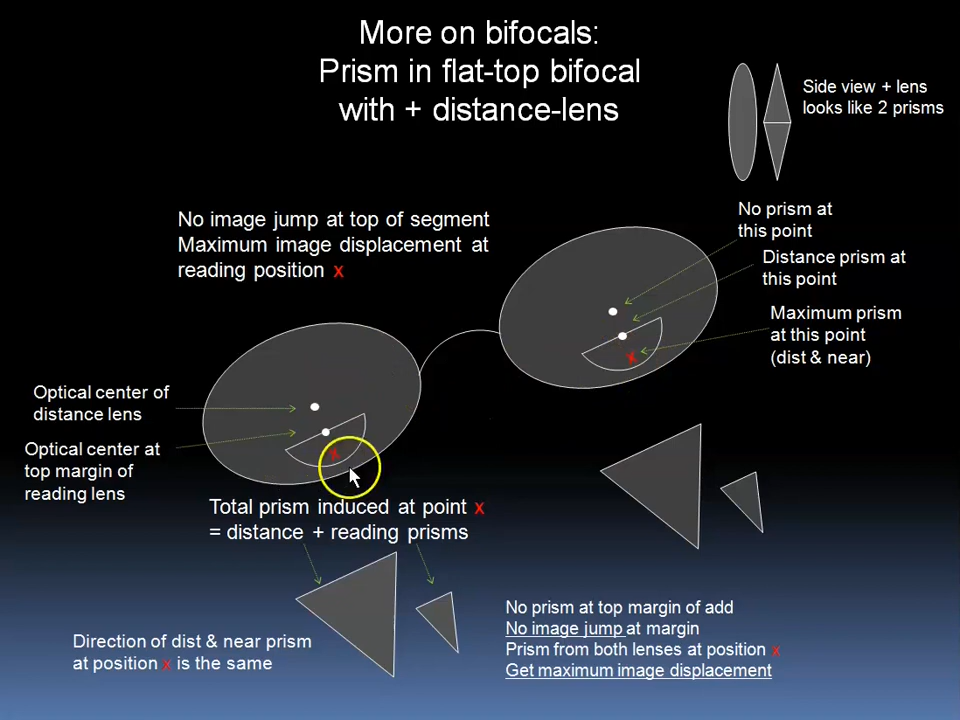 More on bifocals:
Prism in flat-top bifocal
with + distance-lens
Side view + lens
looks like 2 prisms
No image jump at top of segment
Maximum image displacement at
reading position x
No prism at
this point
Distance prism at
this point
Maximum prism
at this point
(dist & near)
x
Optical center of
distance lens
Optical center at
top margin of
reading lens
x
Total prism induced at point x
= distance + reading prisms
Direction of dist & near prism
at position x is the same
No prism at top margin of add
No image jump at margin
Prism from both lenses at position x
Get maximum image displacement